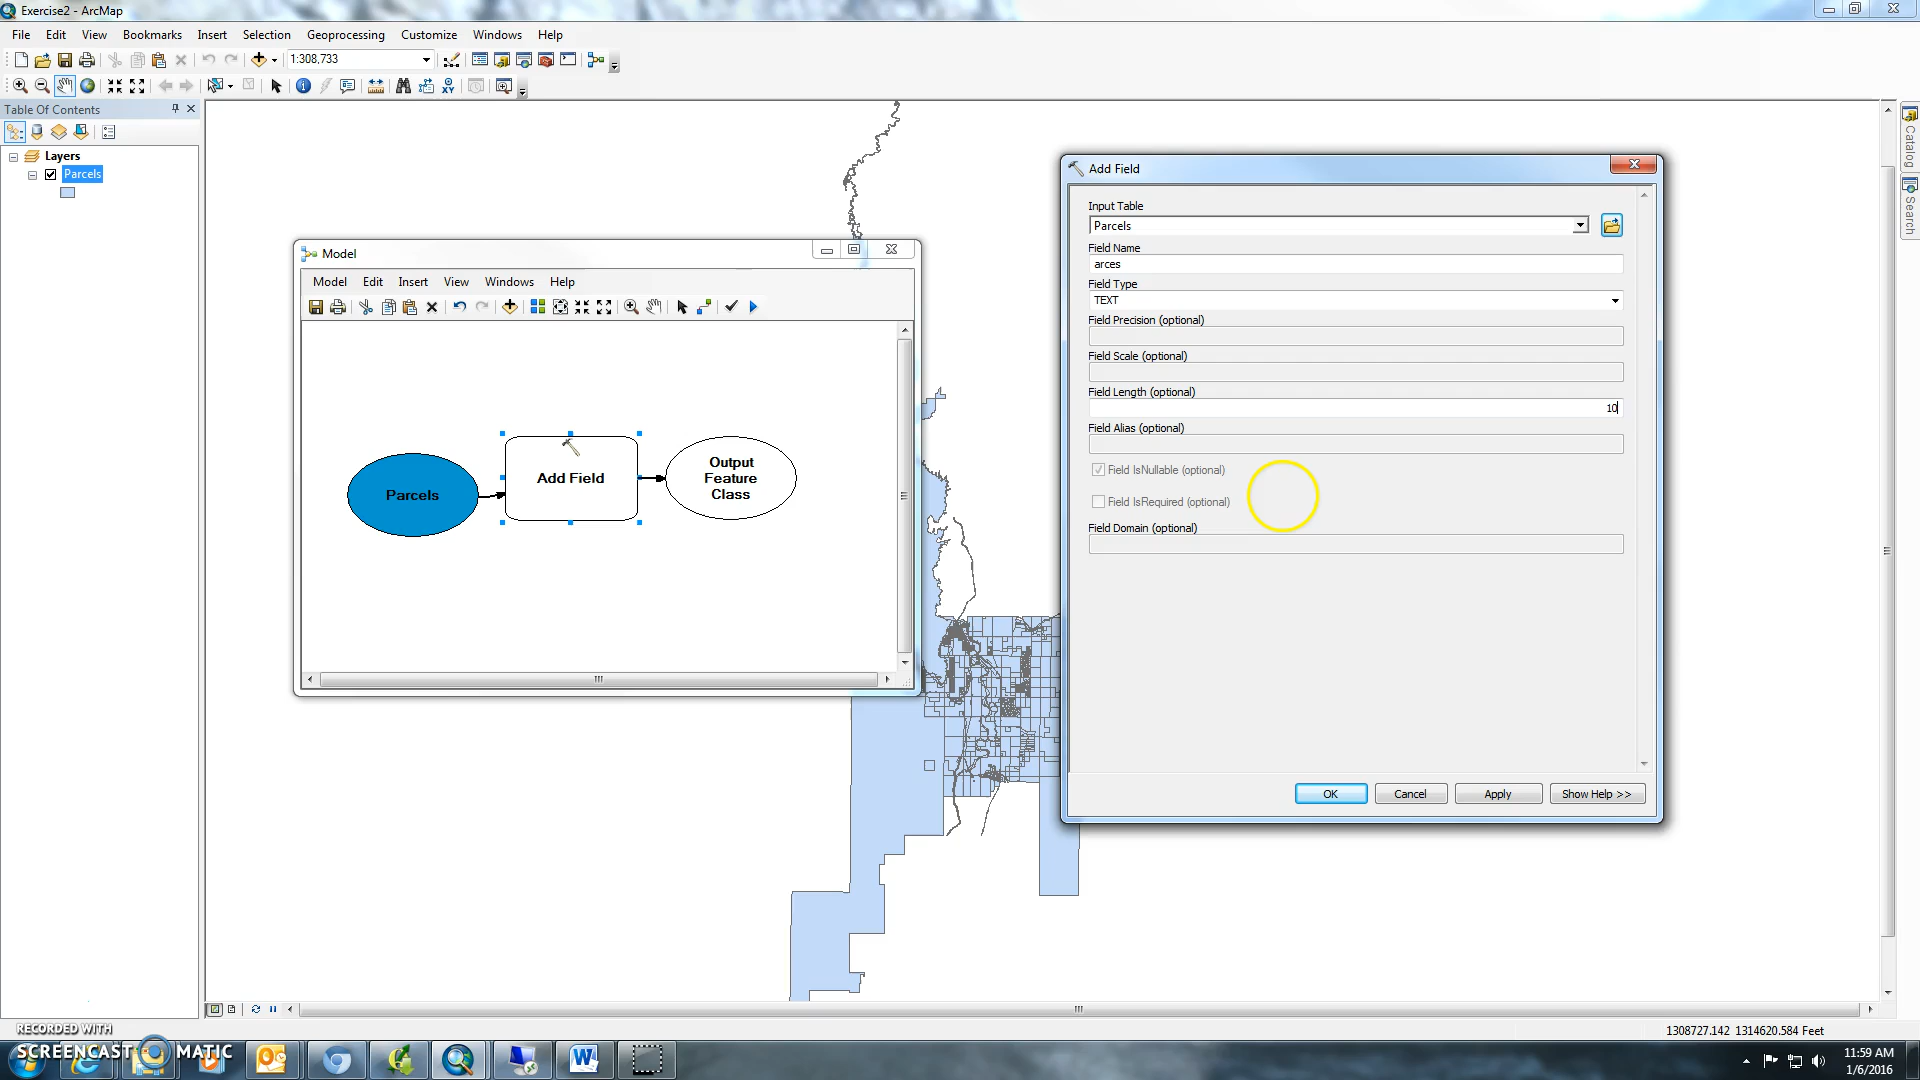 Exercise2 - ArcMap
File Edit View Bookmarks Insert Selection Geoprocessing Customize Windows Help
1:308,733
Table Of Contents
Layers
Parcels
Model
Model Edit Insert View Windows Help
Parcels
Add Field
Output
Feature
Class
Add Field
Input Table
Parcels
Field Name
arces
Field Type
TEXT
Field Precision (optional)
Field Scale (optional)
Field Length (optional)
10
Field Alias (optional)
Field IsNullable (optional)
Field IsRequired (optional)
Field Domain (optional)
OK Cancel Apply Show Help >>
Catalog
Search
1308727.142 1314620.584 Feet
RECORDED WITH
SCREENCAST MATIC
11:59 AM
1/6/2016